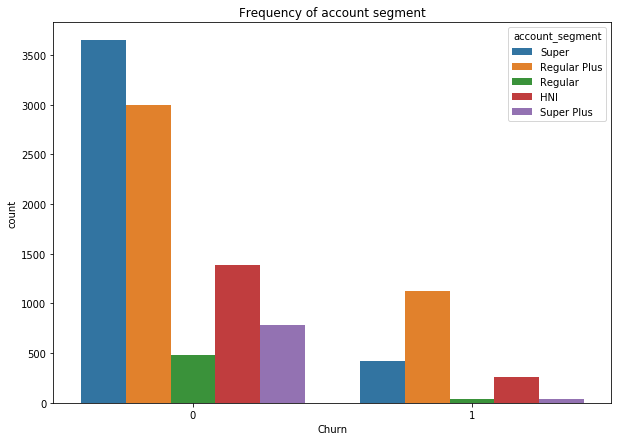 Frequency of account segment
account_segment
Super
Regular Plus
Regular
HNI
Super Plus
3500
3000
2500
2000
1500
1000
500
0
count
0
1
Churn